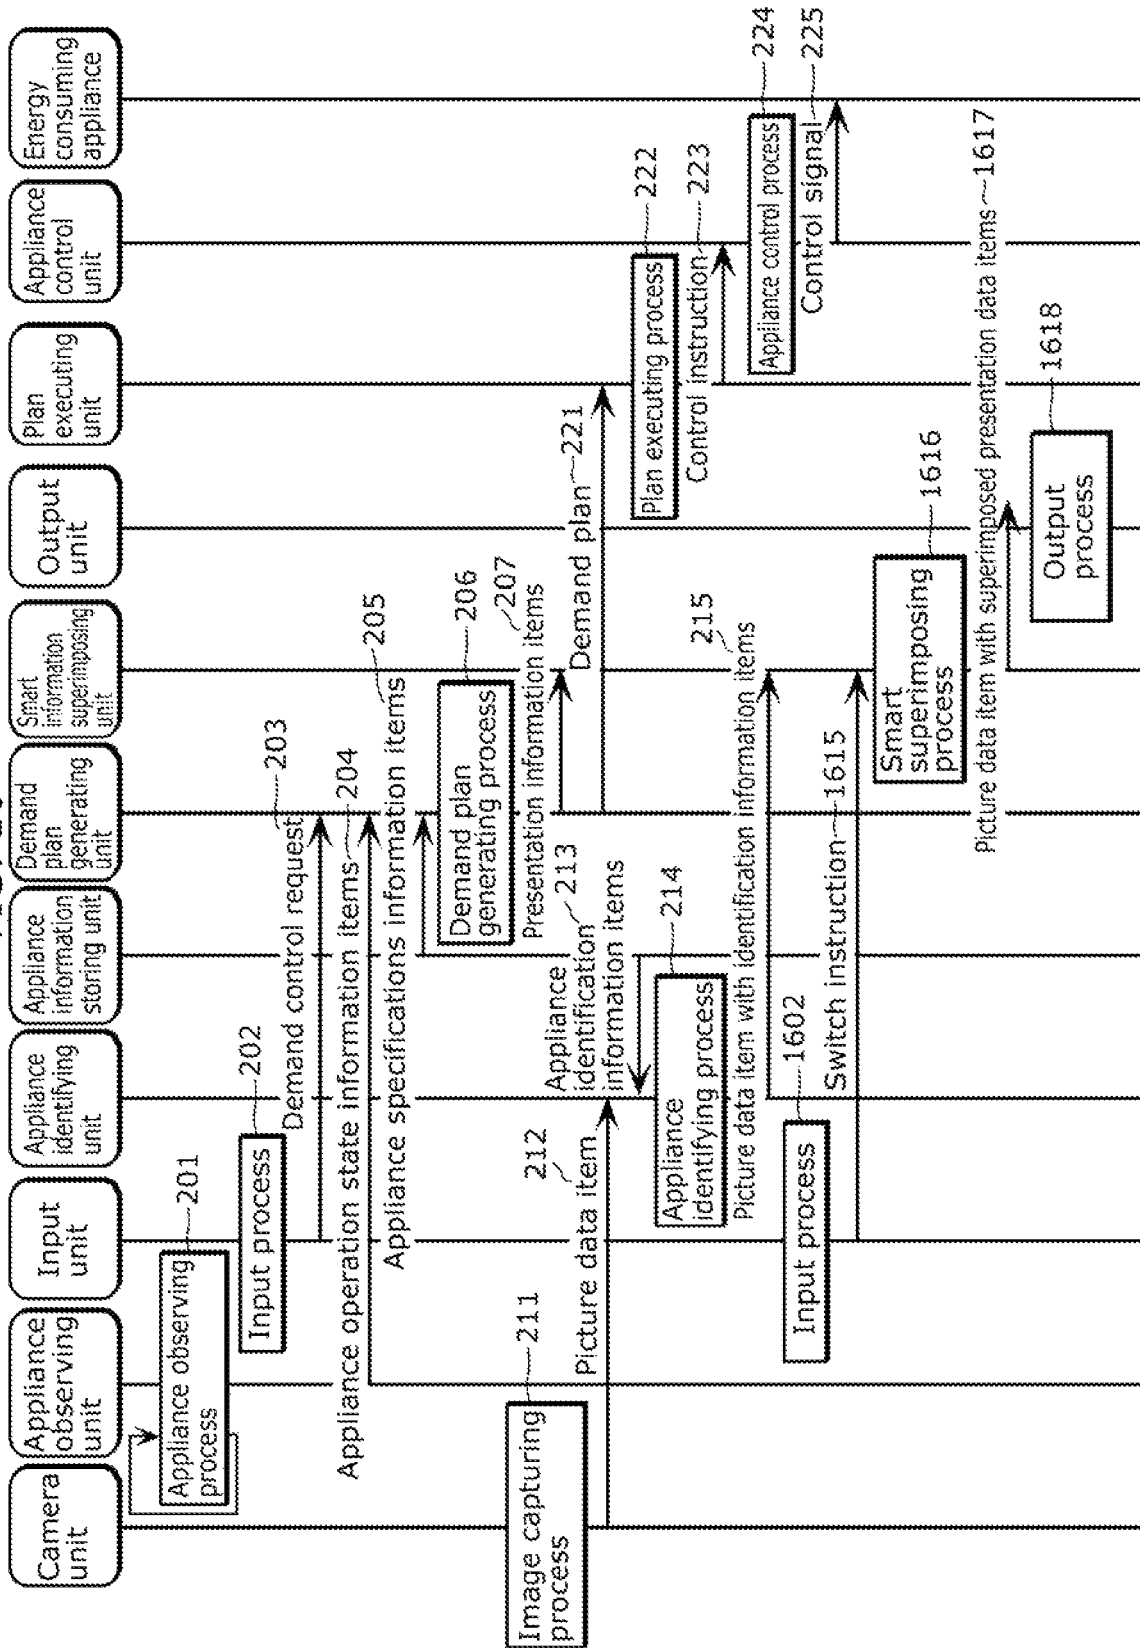 Camera
unit
Appliance
observing
unit
Input
unit
Appliance
identifying
unit
Appliance
information
storing unit
Demand
plan
generating
unit
Smart
information
superimposing
unit
Output
unit
Plan
executing
unit
Appliance
control
unit
Energy
consuming
appliance
Appliance observing
process
201
Input process
202
Demand control request
203
Appliance operation state information items
204
Appliance specifications information items
205
Demand plan
generating process
206
Presentation information items
207
Image capturing
process
211
Picture data item
212
Appliance
identification
information items
213
Demand plan
221
Plan executing process
222
Appliance
identifying process
214
Control instruction
223
Picture data item with identification information items
215
Appliance control process
224
Input process
1602
Control signal
225
Switch instruction
1615
Smart
superimposing
process
1616
Picture data item with superimposed presentation data items
1617
Output
process
1618